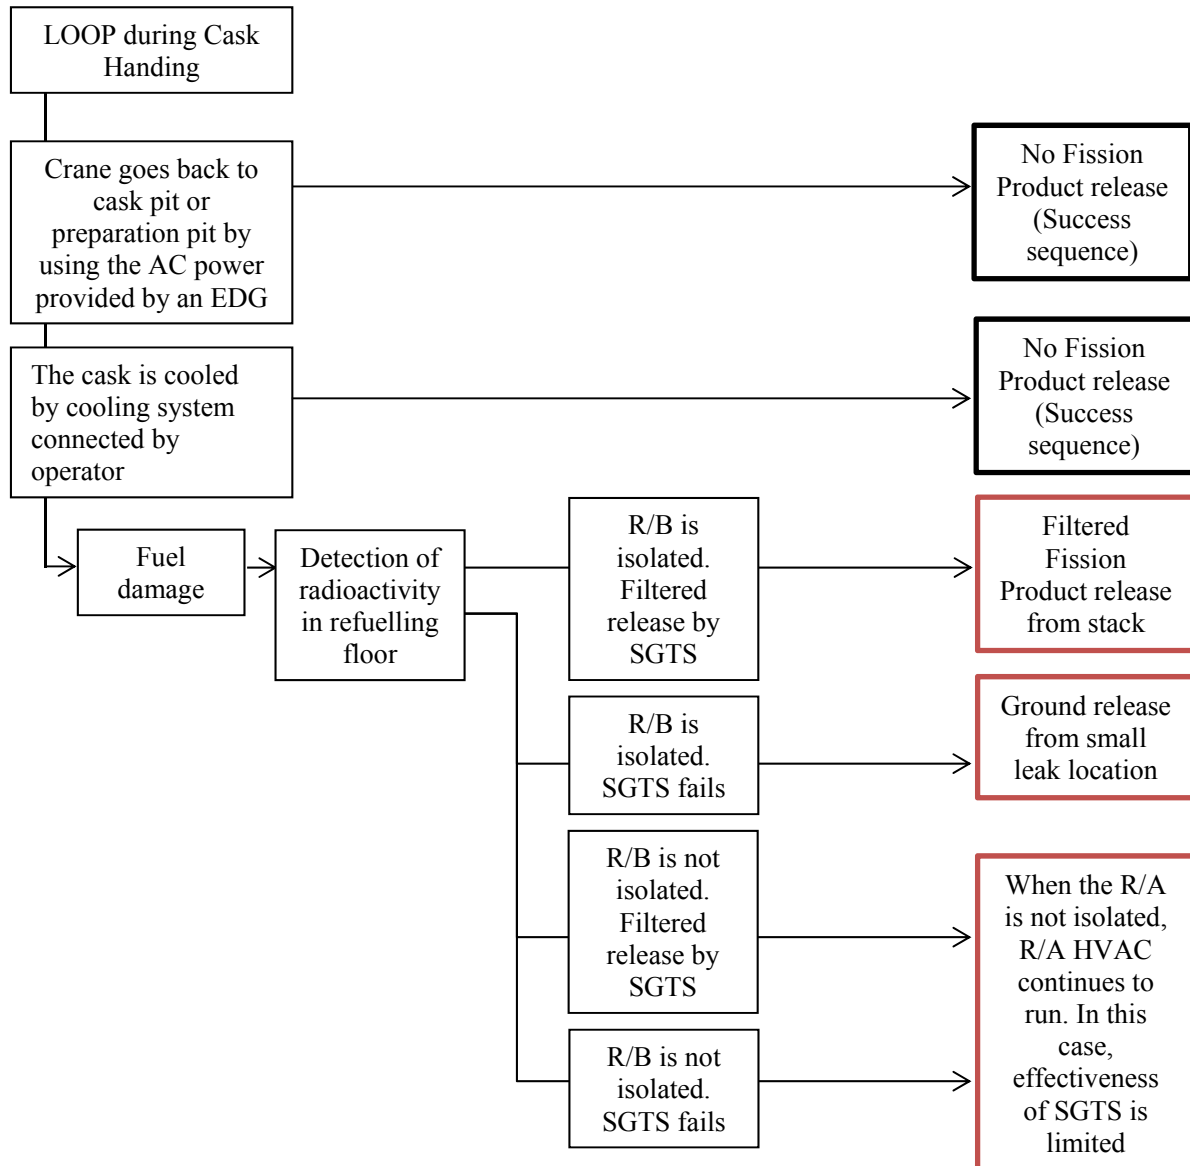 LOOP during Cask
Handing
Crane goes back to
cask pit or
preparation pit by
using the AC power
provided by an EDG
No Fission
Product release
(Success
sequence)
The cask is cooled
by cooling system
connected by
operator
No Fission
Product release
(Success
sequence)
Fuel
damage
Detection of
radioactivity
in refuelling
floor
R/B is
isolated.
Filtered
release by
SGTS
Filtered
Fission
Product release
from stack
R/B is
isolated.
SGTS fails
Ground release
from small
leak location
R/B is not
isolated.
Filtered
release by
SGTS
R/B is not
isolated.
SGTS fails
When the R/A
is not isolated,
R/A HVAC
continues to
run. In this
case,
effectiveness
of SGTS is
limited